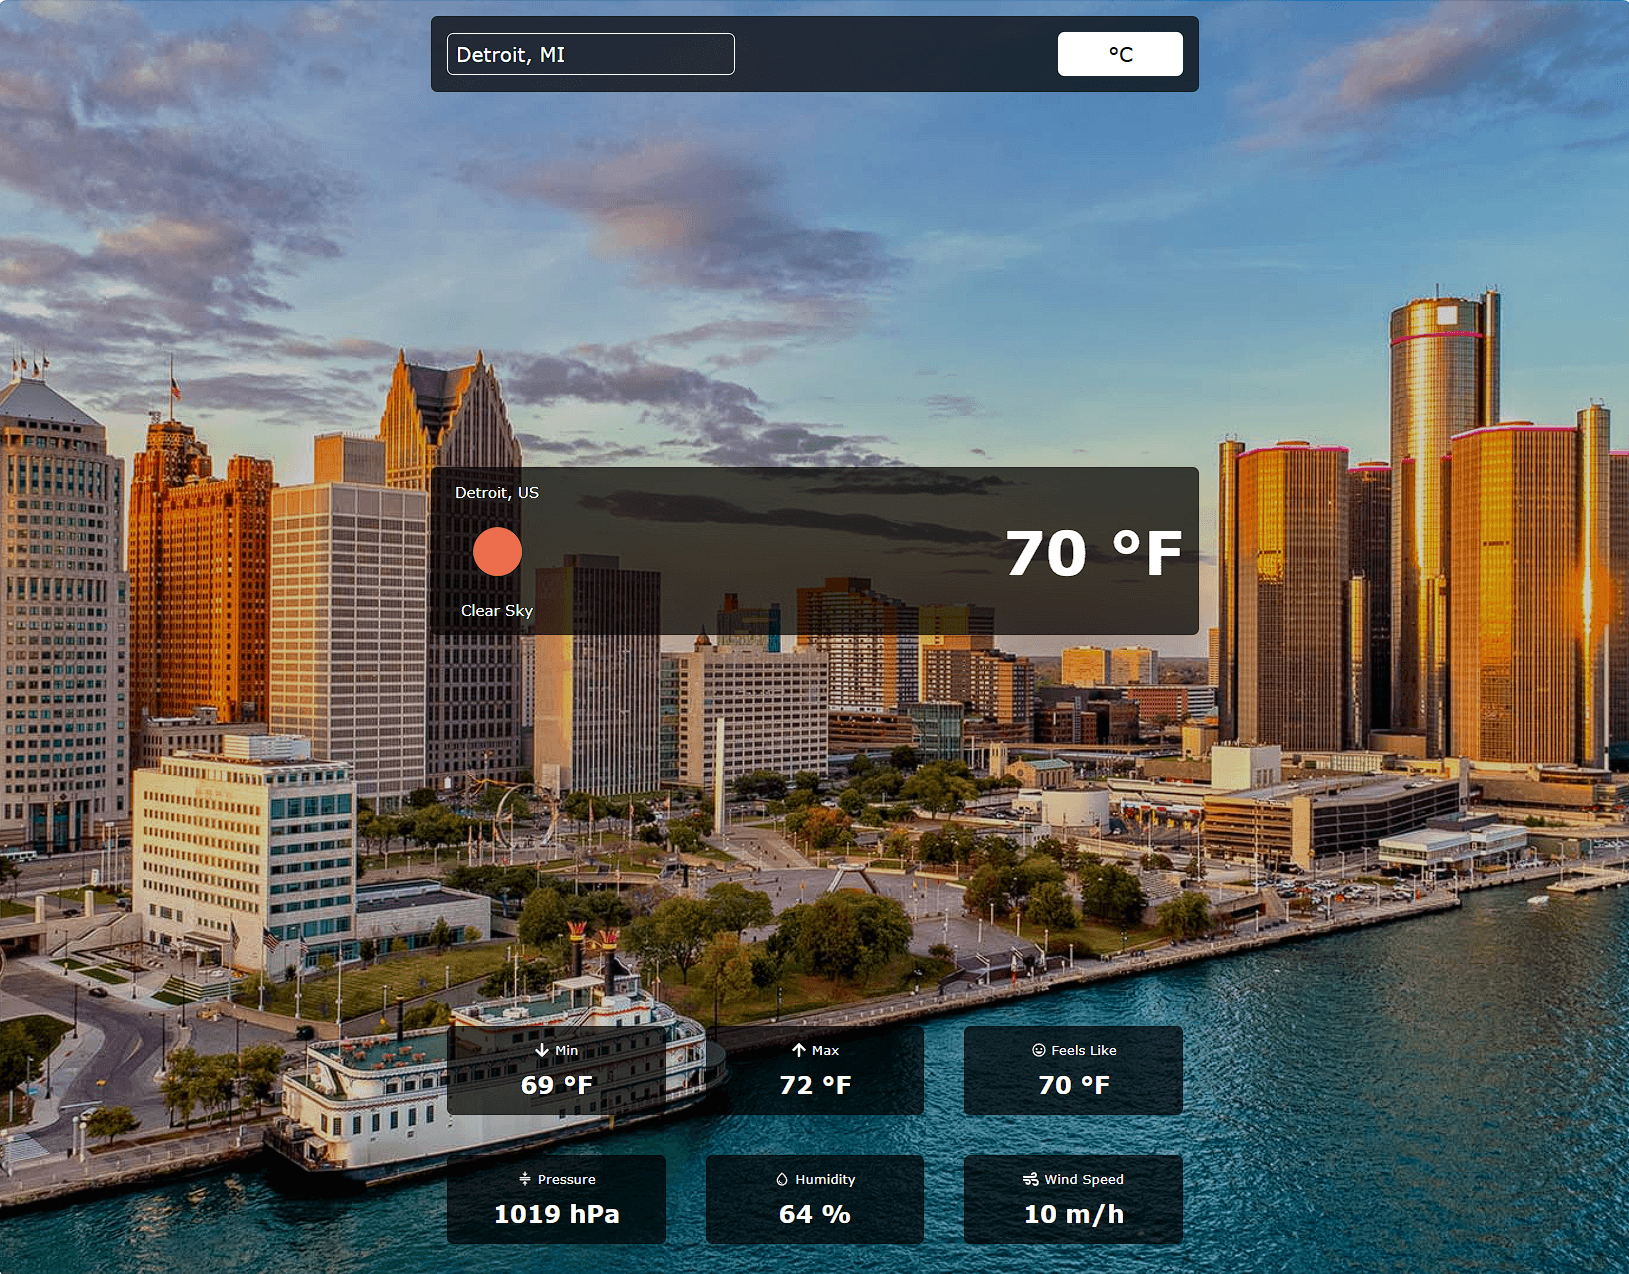 Detroit, MI
°C
Detroit, US
70 °F
Clear Sky
Min
69 °F
Max
72 °F
Feels Like
70 °F
Pressure
1019 hPa
Humidity
64 %
Wind Speed
10 m/h